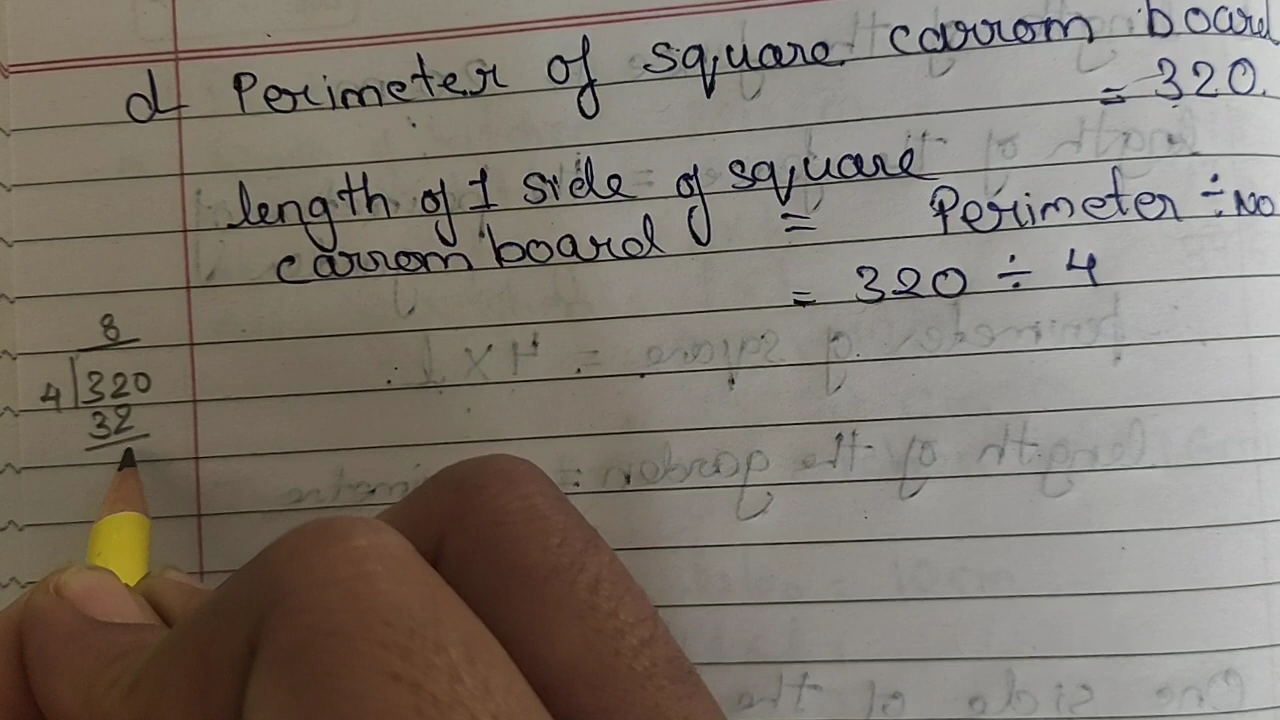 d Perimeter of square carrom board
= 320.
length of 1 side of square
carrom board = Perimeter ÷ No
= 320 ÷ 4
8
4 320
32